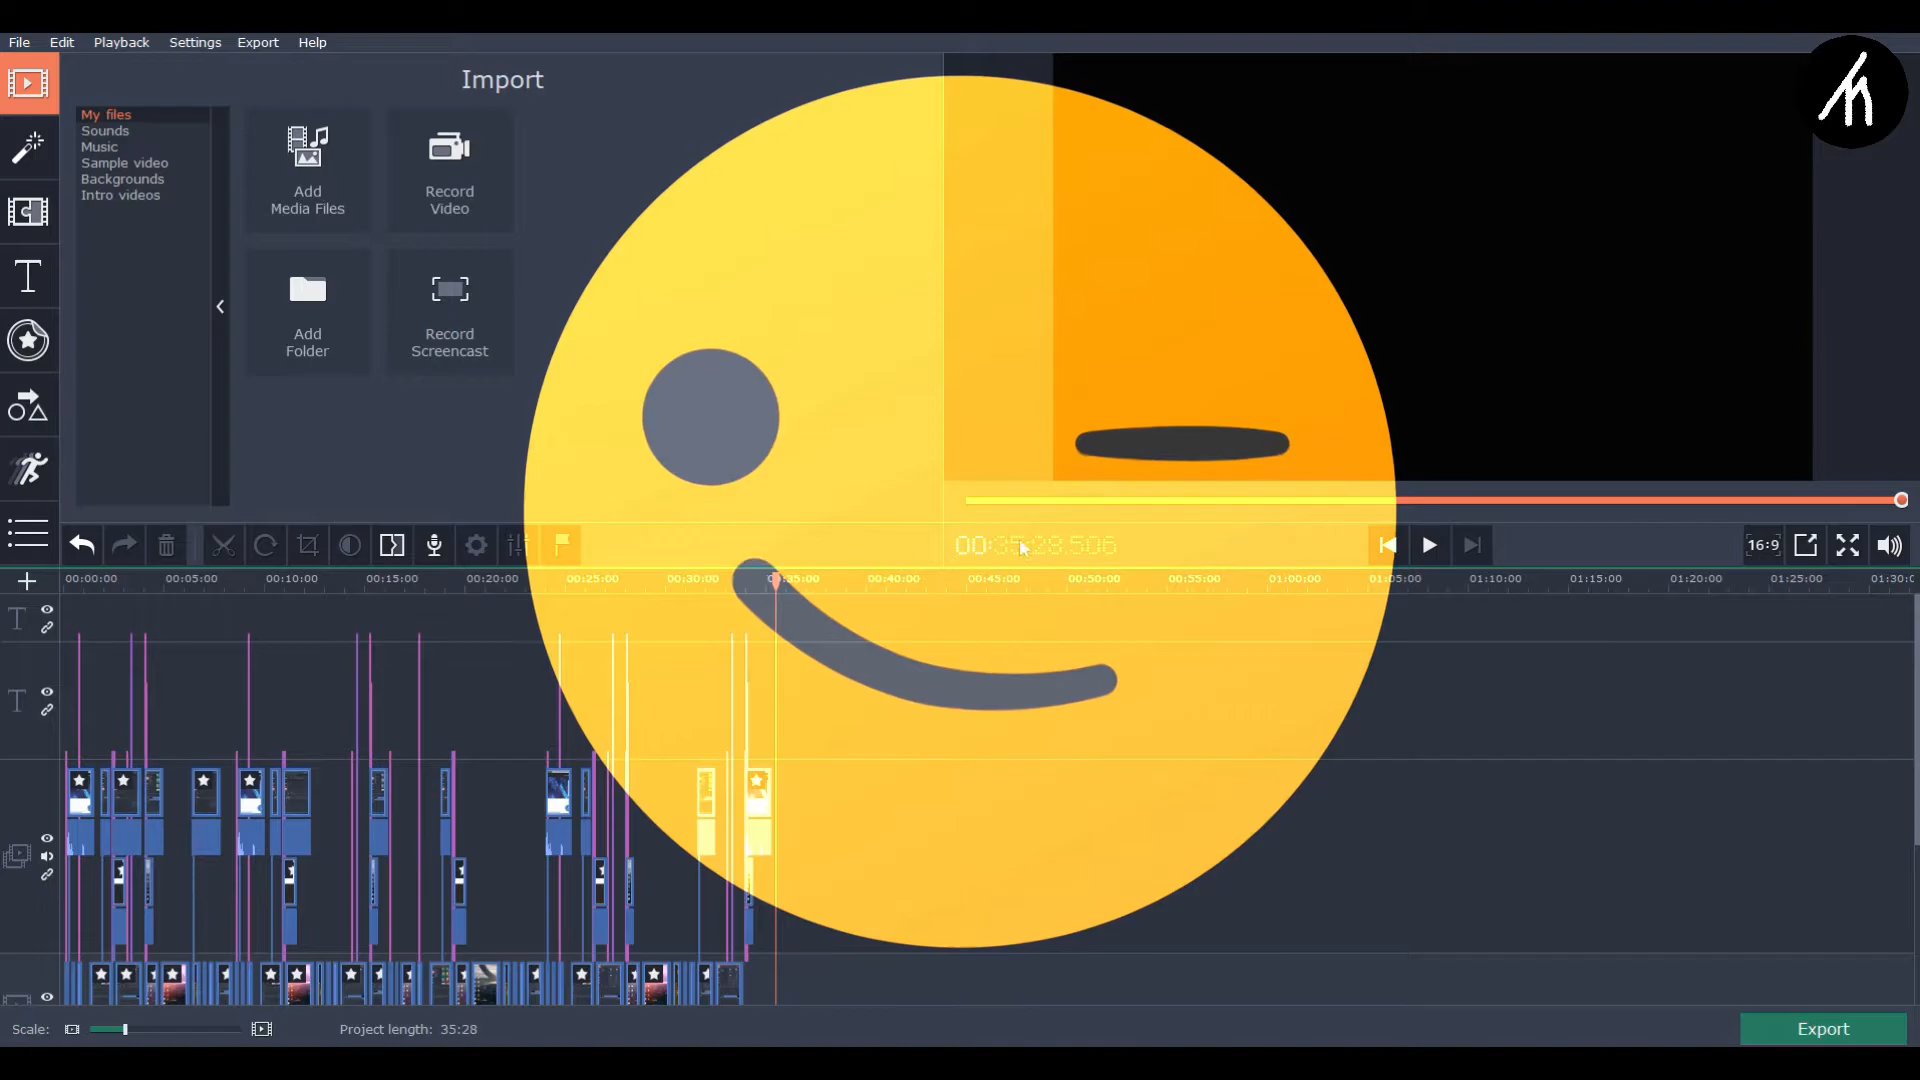 File Edit Playback Settings Export Help
Import
My files
Sounds
Music
Sample video
Backgrounds
Intro videos
Add
Media Files
Record
Video
Add
Folder
Record
Screencast
00:35:28.506
16:9
00:00:00 00:05:00 00:10:00 00:15:00 00:20:00 00:25:00 00:30:00 00:35:00 00:40:00 00:45:00 00:50:00 00:55:00 01:00:00 01:05:00 01:10:00 01:15:00 01:20:00 01:25:00
Scale:
Project length: 35:28
Export